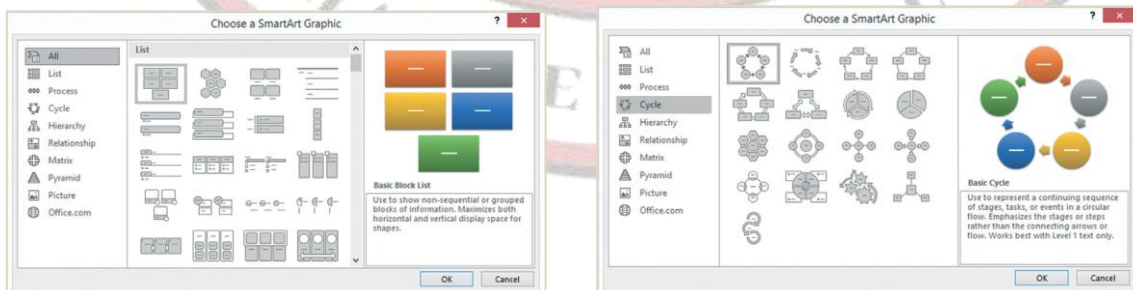 Choose a SmartArt Graphic
?
All
List
Process
Cycle
Hierarchy
Relationship
Matrix
Pyramid
Picture
Office.com
List
Basic Block List
Use to show non-sequential or grouped
blocks of information. Maximizes both
horizontal and vertical display space for
shapes.
OK
Cancel
Choose a SmartArt Graphic
?
All
List
Process
Cycle
Hierarchy
Relationship
Matrix
Pyramid
Picture
Office.com
Basic Cycle
Use to represent a continuing sequence
of stages, tasks, or events in a circular
flow. Emphasizes the stages or steps
rather than the connecting arrows or
flow. Works best with Level 1 text only.
OK
Cancel